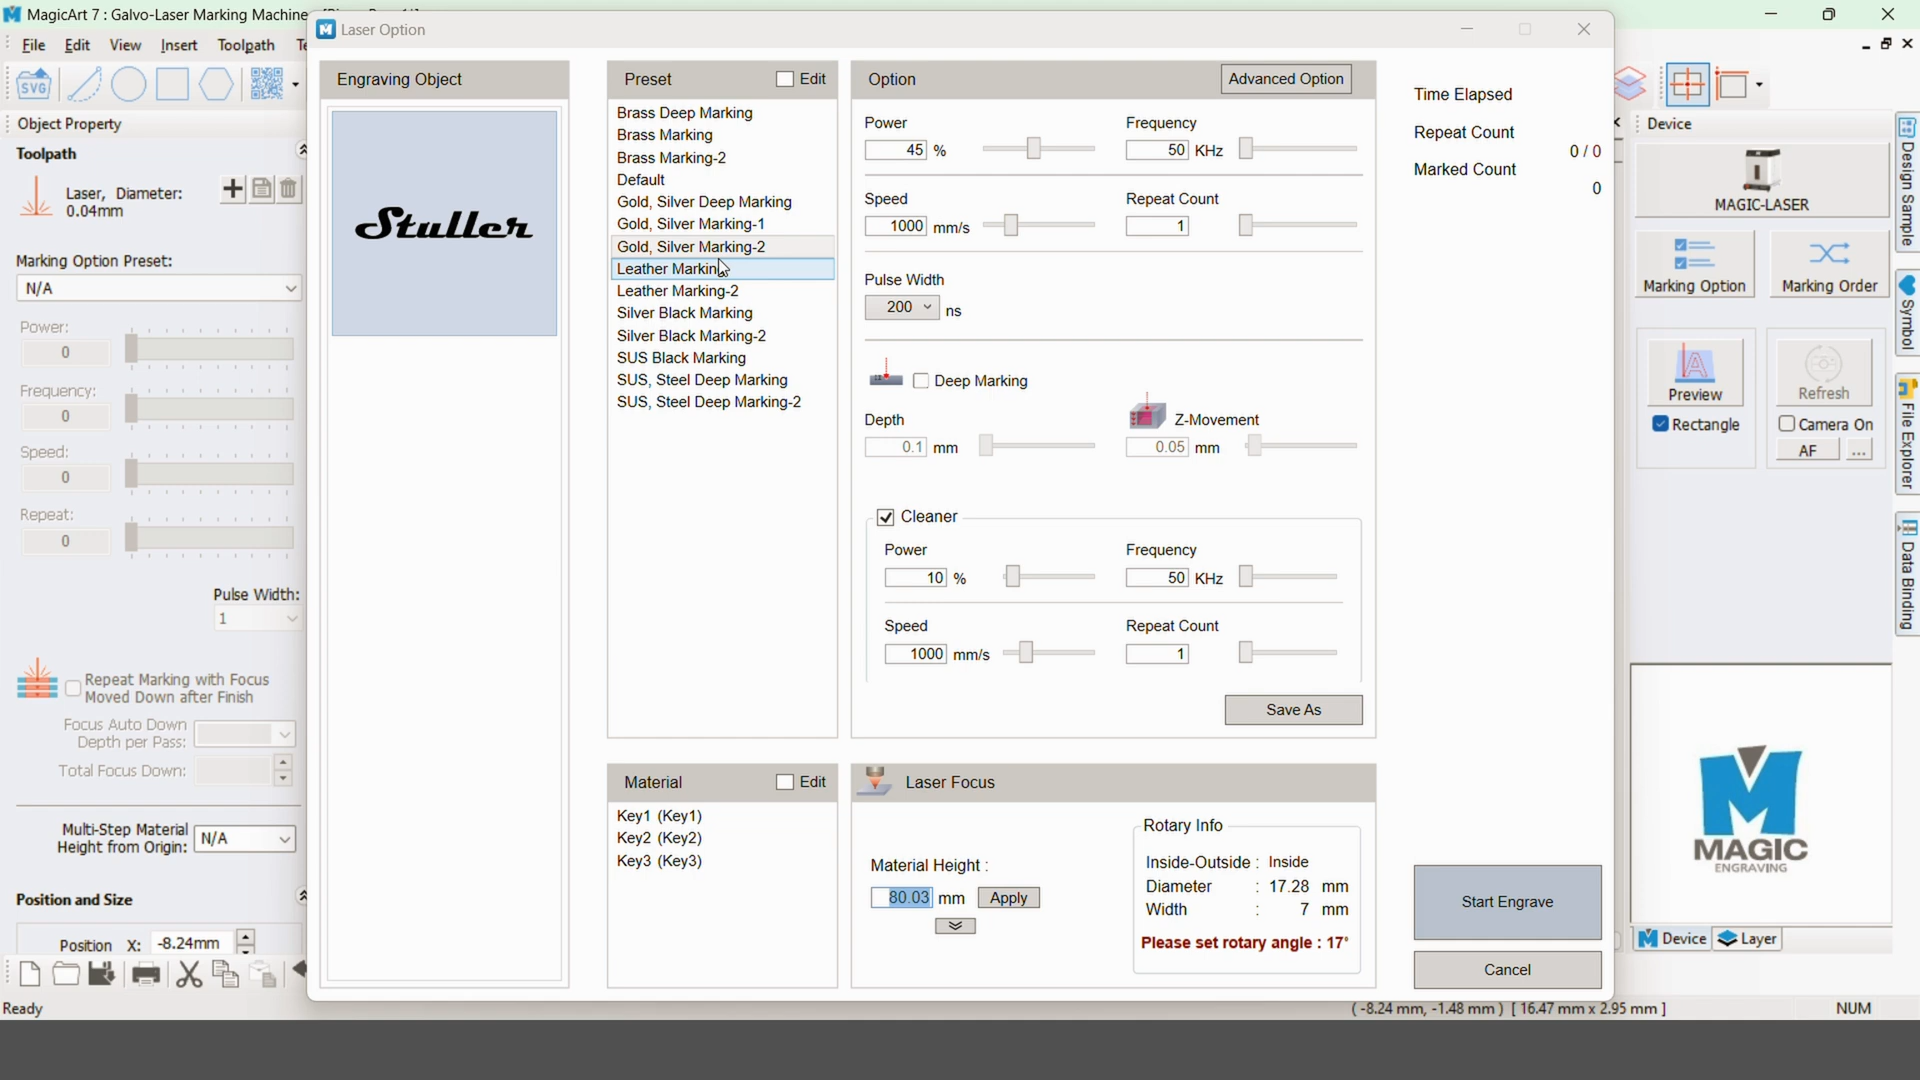 MagicArt 7 : Galvo-Laser Marking Machine
File Edit View Insert Toolpath
SVG
Object Property
Toolpath
Laser, Diameter:
0.04mm
Marking Option Preset:
N/A
Power:
0
Frequency:
0
Speed:
0
Repeat:
0
Pulse Width:
1
Repeat Marking with Focus
Moved Down after Finish
Focus Auto Down
Depth per Pass:
Total Focus Down:
Multi-Step Material
Height from Origin:
N/A
Position and Size
Position X: -8.24mm
Ready
Laser Option
Engraving Object
Stuller
Preset
Edit
Brass Deep Marking
Brass Marking
Brass Marking-2
Default
Gold, Silver Deep Marking
Gold, Silver Marking-1
Gold, Silver Marking-2
Leather Marking
Leather Marking-2
Silver Black Marking
Silver Black Marking-2
SUS Black Marking
SUS, Steel Deep Marking
SUS, Steel Deep Marking-2
Material
Edit
Key1 (Key1)
Key2 (Key2)
Key3 (Key3)
Option
Advanced Option
Power
45 %
Frequency
50 KHz
Speed
1000 mm/s
Repeat Count
1
Pulse Width
200 ns
Deep Marking
Depth
0.1 mm
Z-Movement
0.05 mm
Cleaner
Power
10 %
Frequency
50 KHz
Speed
1000 mm/s
Repeat Count
1
Save As
Laser Focus
Material Height :
80.03 mm Apply
Rotary Info
Inside-Outside : Inside
Diameter : 17.28 mm
Width : 7 mm
Please set rotary angle : 17°
Time Elapsed
Repeat Count
0 / 0
Marked Count
0
Start Engrave
Cancel
Device
MAGIC-LASER
Marking Option
Marking Order
Preview
Rectangle
Refresh
Camera On
AF ...
MAGIC
ENGRAVING
Device Layer
Design Sample
Symbol
File Explorer
Data Binding
( -8.24 mm, -1.48 mm ) [ 16.47 mm x 2.95 mm ]
NUM